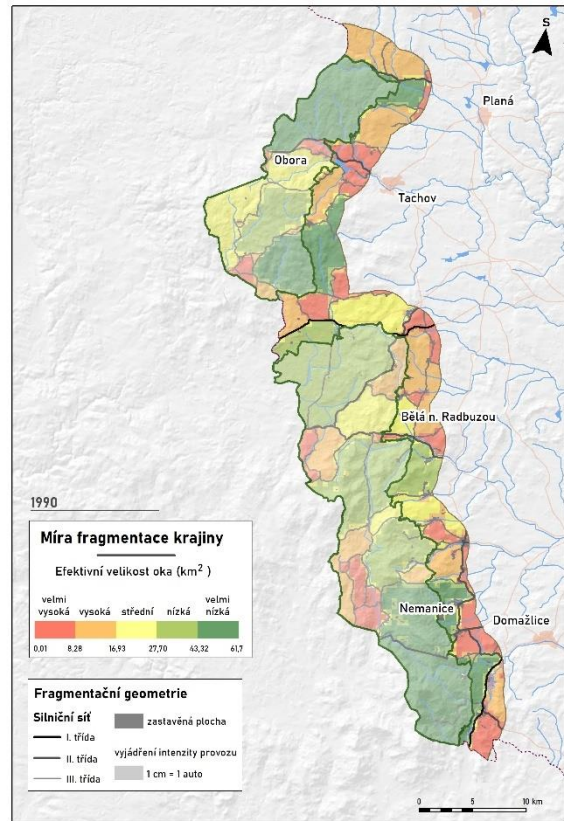 S
Planá
Obora
Tachov
Bělá n. Radbuzou
Nemanice
Domažlice
1990
Míra fragmentace krajiny
Efektivní velikost oka (km²)
velmi vysoká
vysoká
střední
nízká
velmi nízká
0,01 8,28 16,93 27,70 43,32 61,7
Fragmentační geometrie
Silniční síť
I. třída
II. třída
III. třída
zastavěná plocha
vyjádření intenzity provozu
1 cm = 1 auto
0 5 10 km